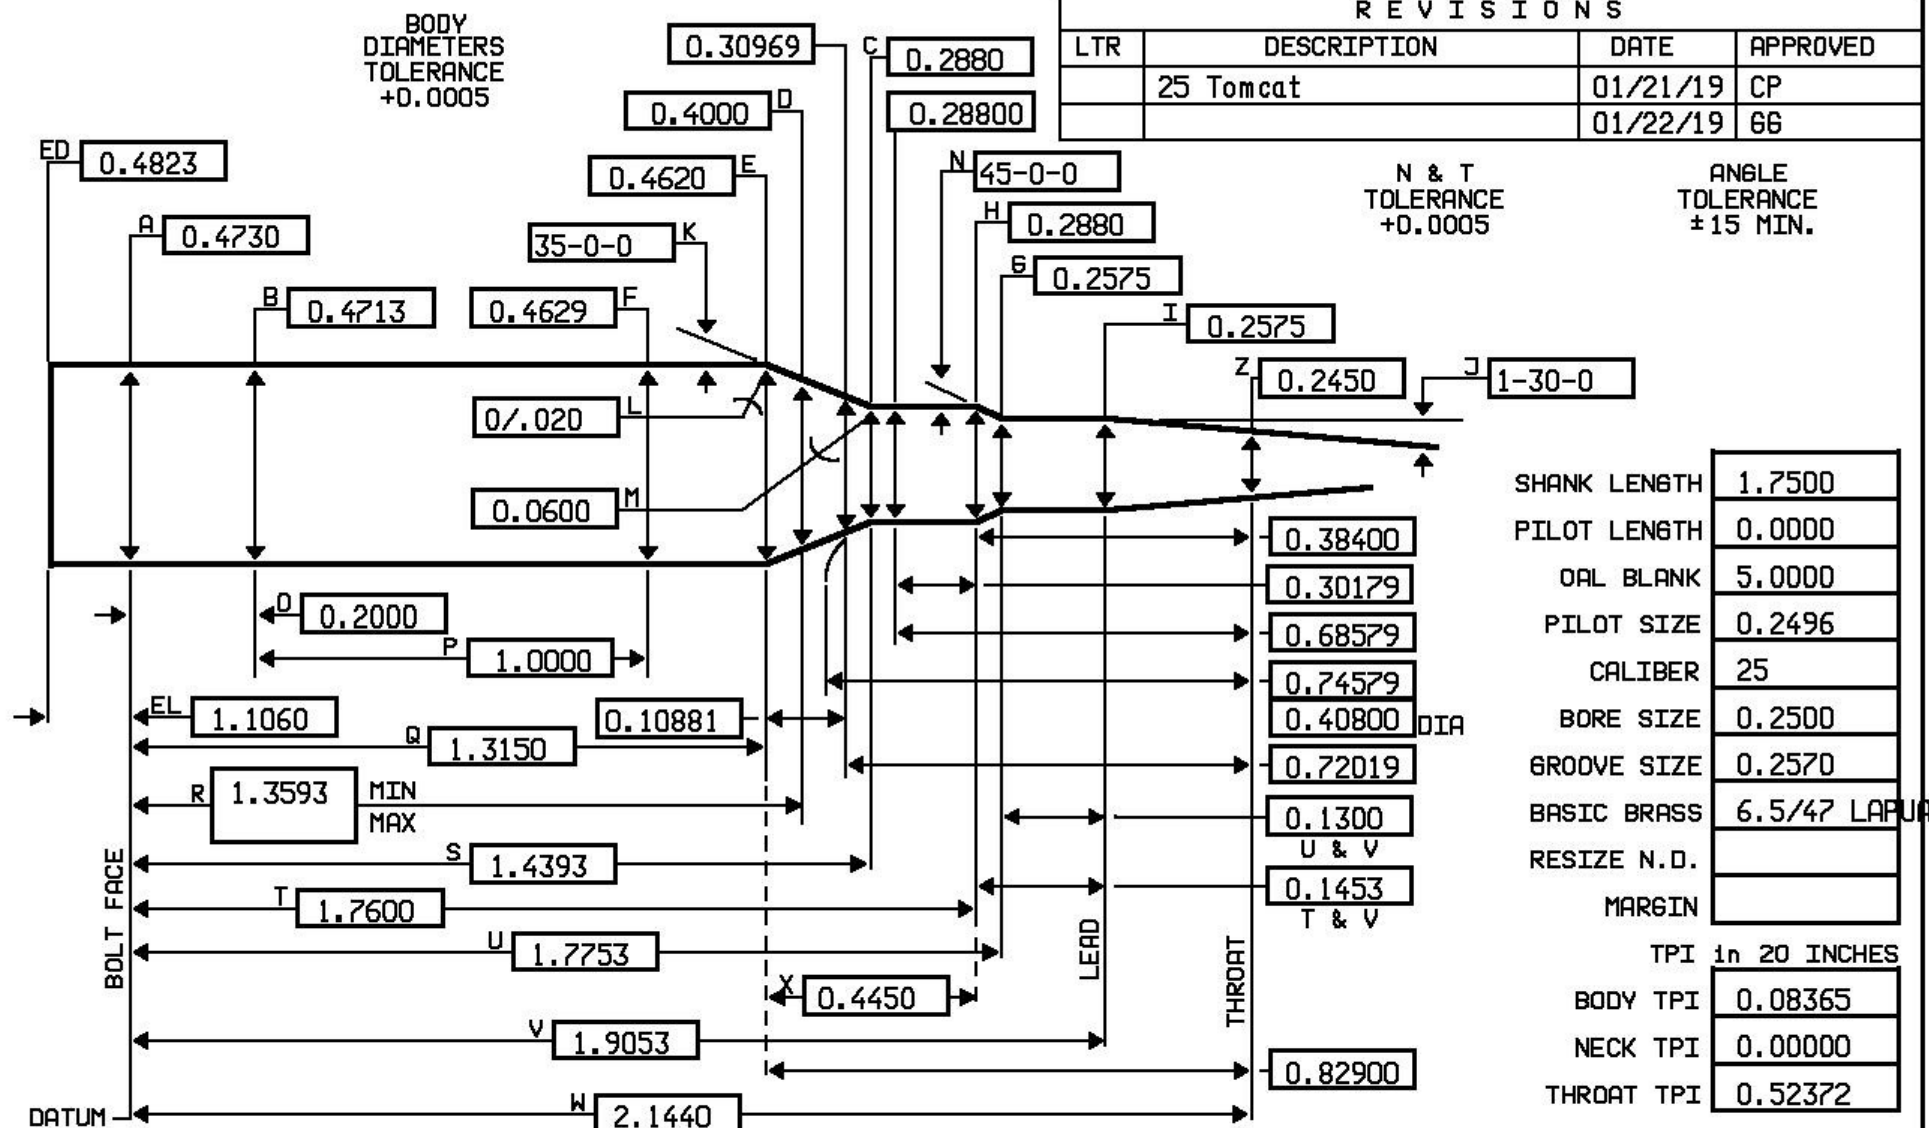 BODY
DIAMETERS
TOLERANCE
+0.0005
0.30969
C 0.2880
0.4000 D
0.28800
REVISIONS
LTR DESCRIPTION DATE APPROVED
25 Tomcat 01/21/19 CP
01/22/19 GG
ED 0.4823
0.4620 E
N 45-0-0
N & T
TOLERANCE
+0.0005
ANGLE
TOLERANCE
±15 MIN.
A 0.4730
35-0-0 K
H 0.2880
G 0.2575
B 0.4713
0.4629 F
I 0.2575
Z 0.2450
J 1-30-0
0/.020 L
0.0600 M
0.38400
0.30179
0.68579
0.74579
0.40800 DIA
0.72019
0.1300
U & V
0.1453
T & V
O 0.2000
P 1.0000
EL 1.1060
0.10881
Q 1.3150
R 1.3593 MIN
MAX
S 1.4393
T 1.7600
U 1.7753
X 0.4450
V 1.9053
0.82900
W 2.1440
BOLT FACE
LEAD
THROAT
DATUM
SHANK LENGTH 1.7500
PILOT LENGTH 0.0000
OAL BLANK 5.0000
PILOT SIZE 0.2496
CALIBER 25
BORE SIZE 0.2500
GROOVE SIZE 0.2570
BASIC BRASS 6.5/47 LAPUA
RESIZE N.D.
MARGIN
TPI in 20 INCHES
BODY TPI 0.08365
NECK TPI 0.00000
THROAT TPI 0.52372